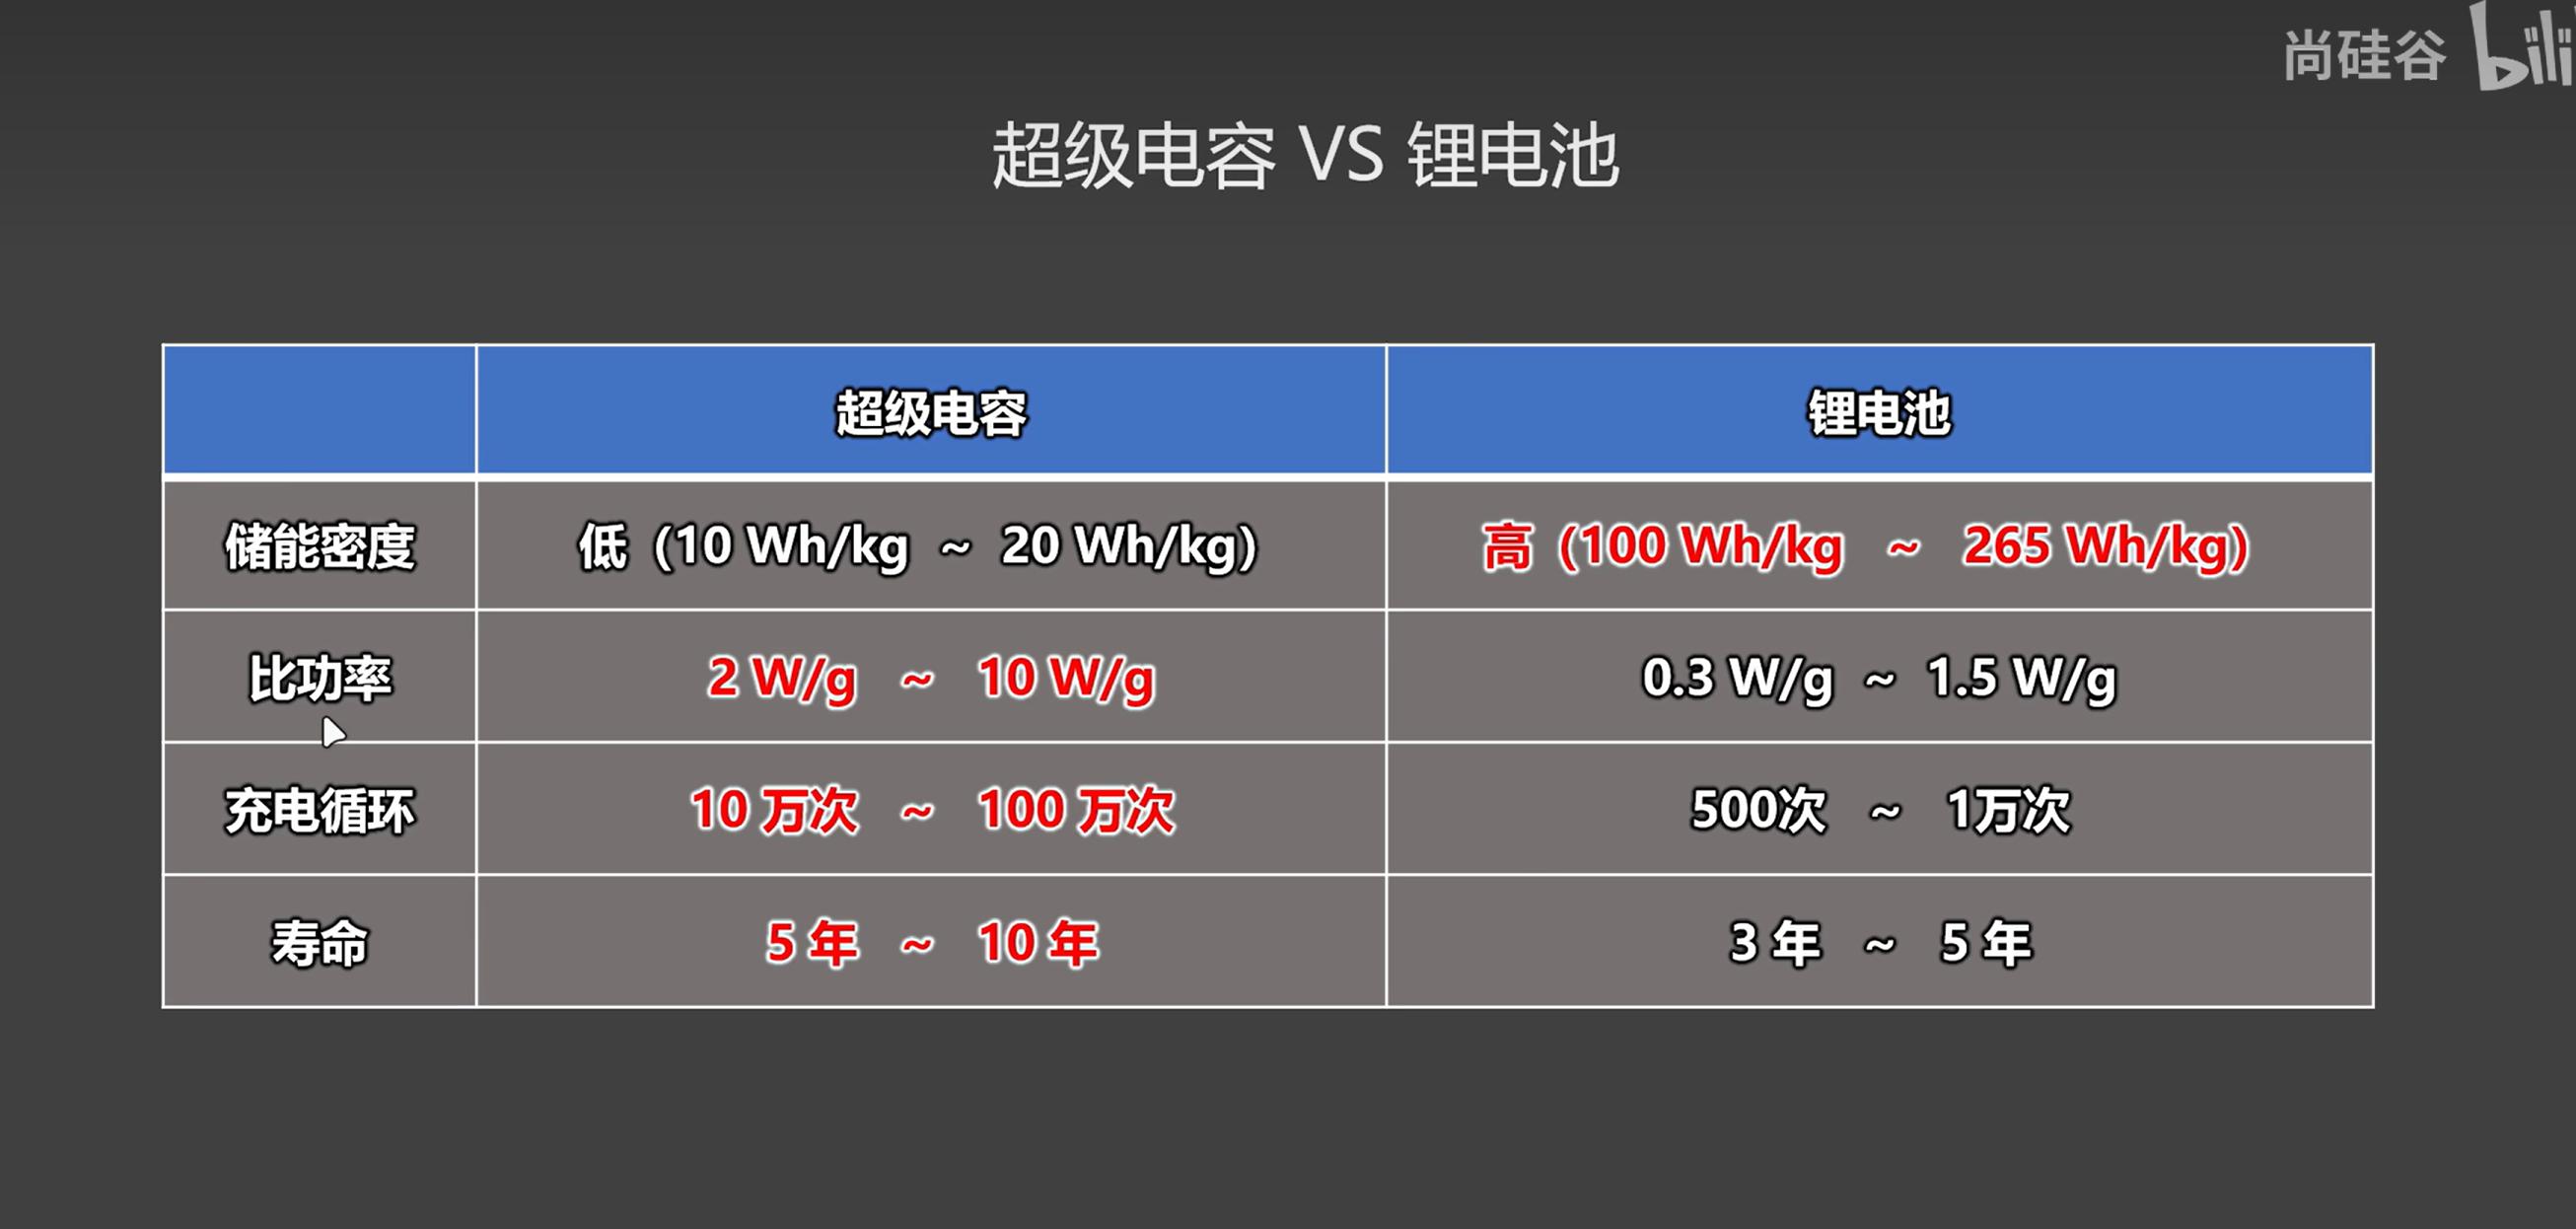 尚硅谷 bili
超级电容 VS 锂电池
超级电容 锂电池
储能密度 低 (10 Wh/kg ~ 20 Wh/kg) 高 (100 Wh/kg ~ 265 Wh/kg)
比功率 2 W/g ~ 10 W/g 0.3 W/g ~ 1.5 W/g
充电循环 10 万次 ~ 100 万次 500次 ~ 1万次
寿命 5 年 ~ 10 年 3 年 ~ 5 年